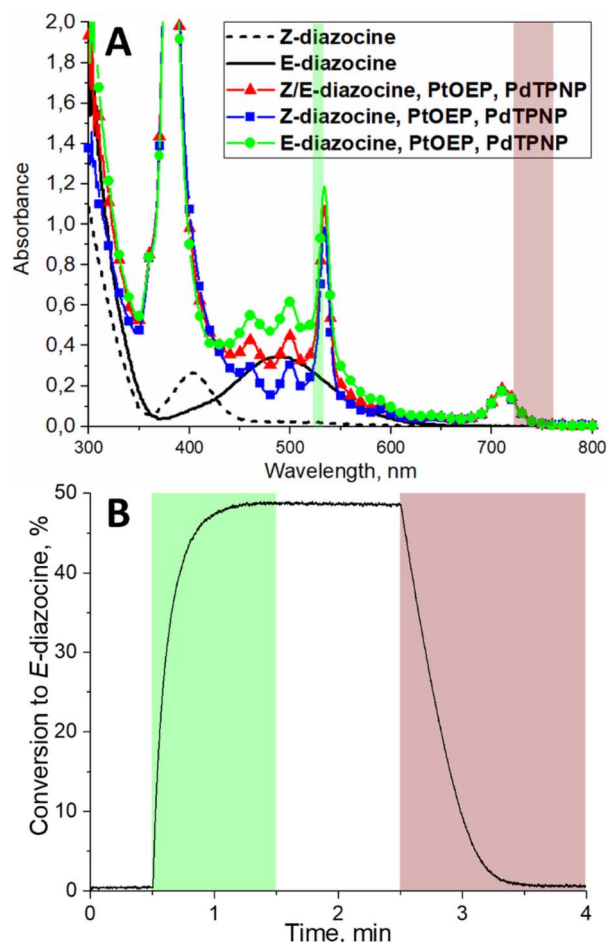 A
Z-diazocine
E-diazocine
Z/E-diazocine, PtOEP, PdTPNP
Z-diazocine, PtOEP, PdTPNP
E-diazocine, PtOEP, PdTPNP
Absorbance
2,0
1,8
1,6
1,4
1,2
1,0
0,8
0,6
0,4
0,2
0,0
300 400 500 600 700 800
Wavelength, nm
B
Conversion to E-diazocine, %
50
40
30
20
10
0
0 1 2 3 4
Time, min